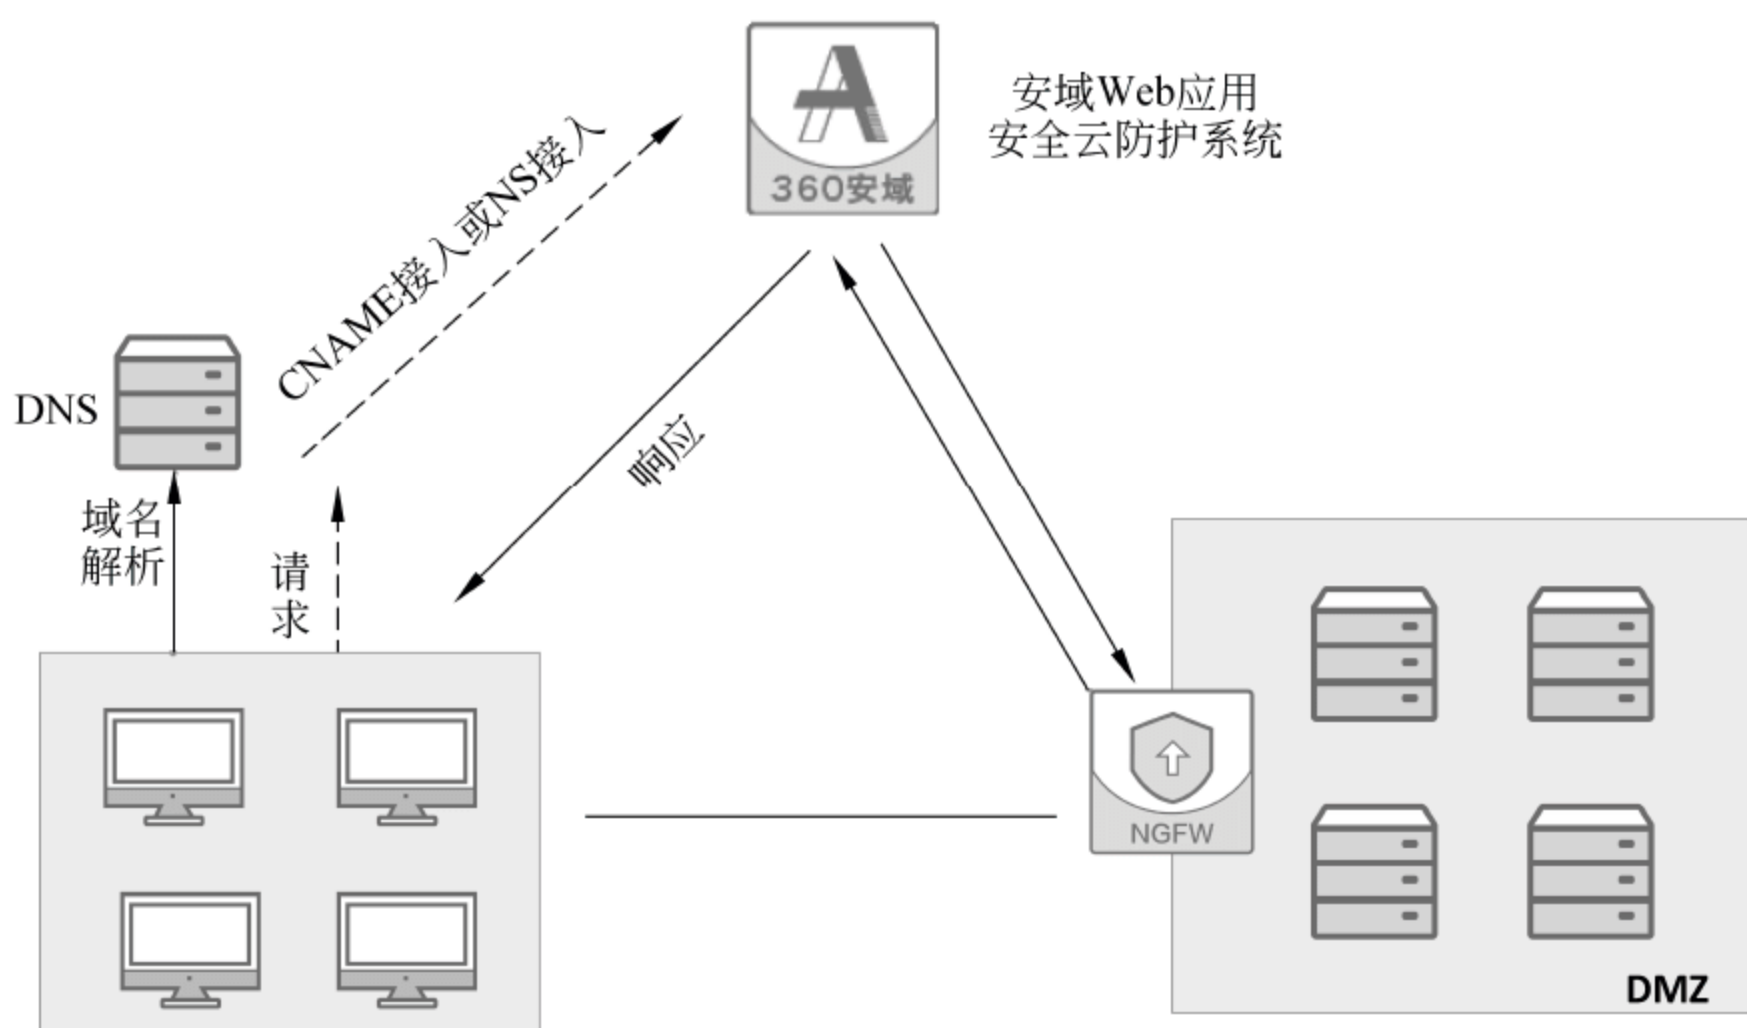 安域Web应用
安全云防护系统
360安域
CNAME接入或NS接入
DNS
响应
域名
解析
请
求
NGFW
DMZ